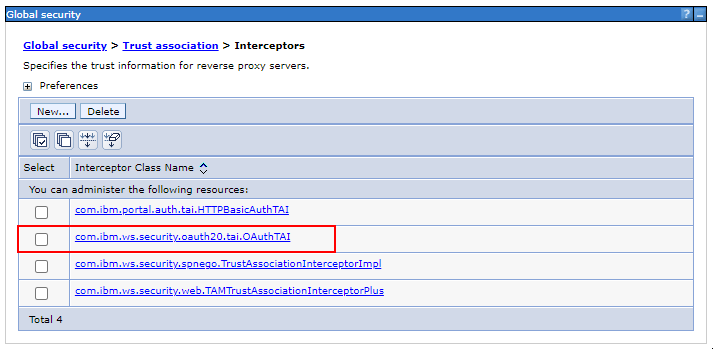 Global security
? _
Global security > Trust association > Interceptors
Specifies the trust information for reverse proxy servers.
Preferences
New... Delete
Select Interceptor Class Name
You can administer the following resources:
com.ibm.portal.auth.tai.HTTPBasicAuthTAI
com.ibm.ws.security.oauth20.tai.OAuthTAI
com.ibm.ws.security.spnego.TrustAssociationInterceptorImpl
com.ibm.ws.security.web.TAMTrustAssociationInterceptorPlus
Total 4